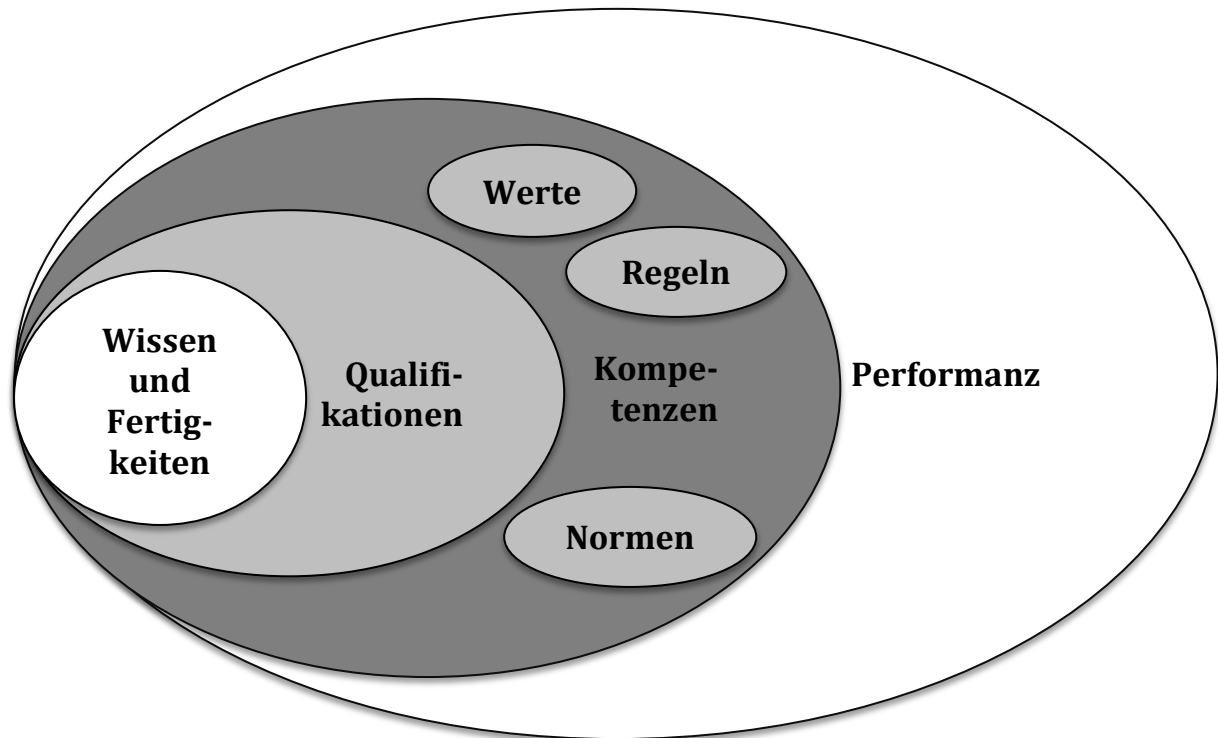 Werte
Regeln
Wissen
und
Fertig-
keiten
Qualifi-
kationen
Kompe-
tenzen
Performanz
Normen